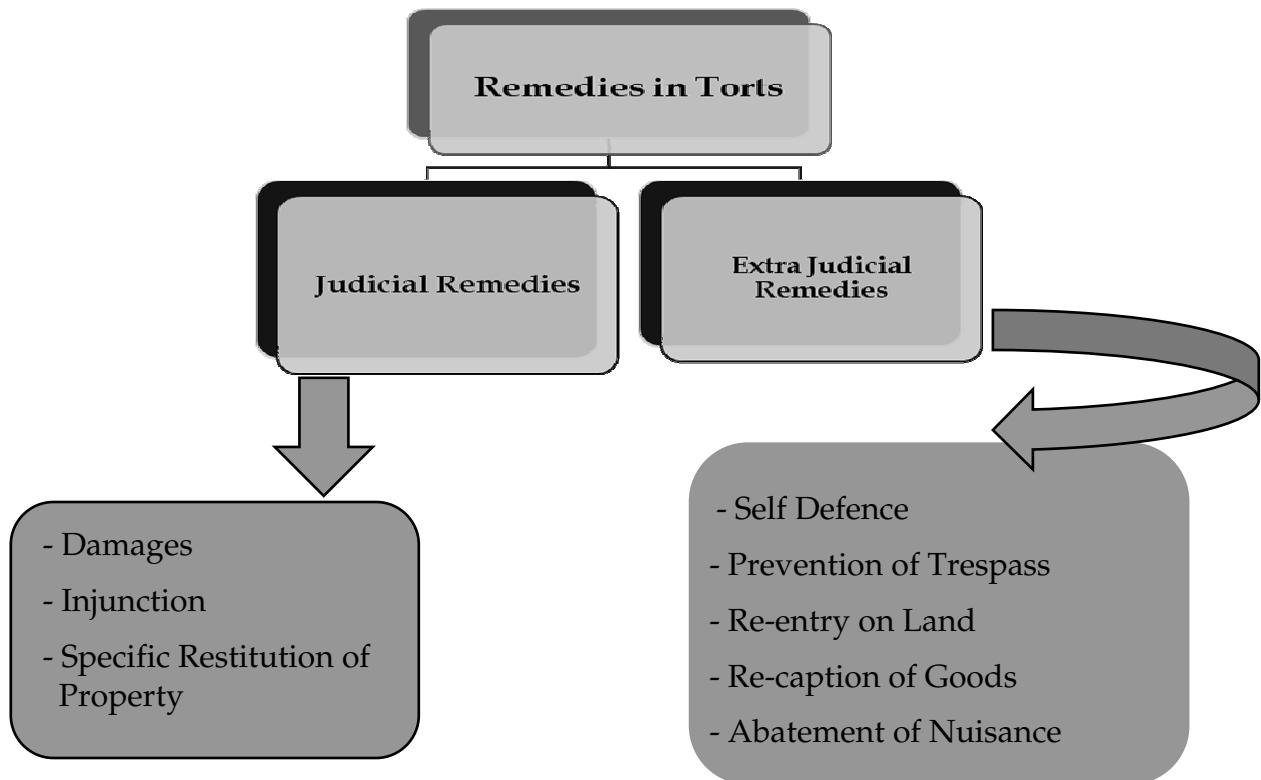 Remedies in Torts
Judicial Remedies
Extra Judicial
Remedies
- Damages
- Injunction
- Specific Restitution of
Property
- Self Defence
- Prevention of Trespass
- Re-entry on Land
- Re-caption of Goods
- Abatement of Nuisance